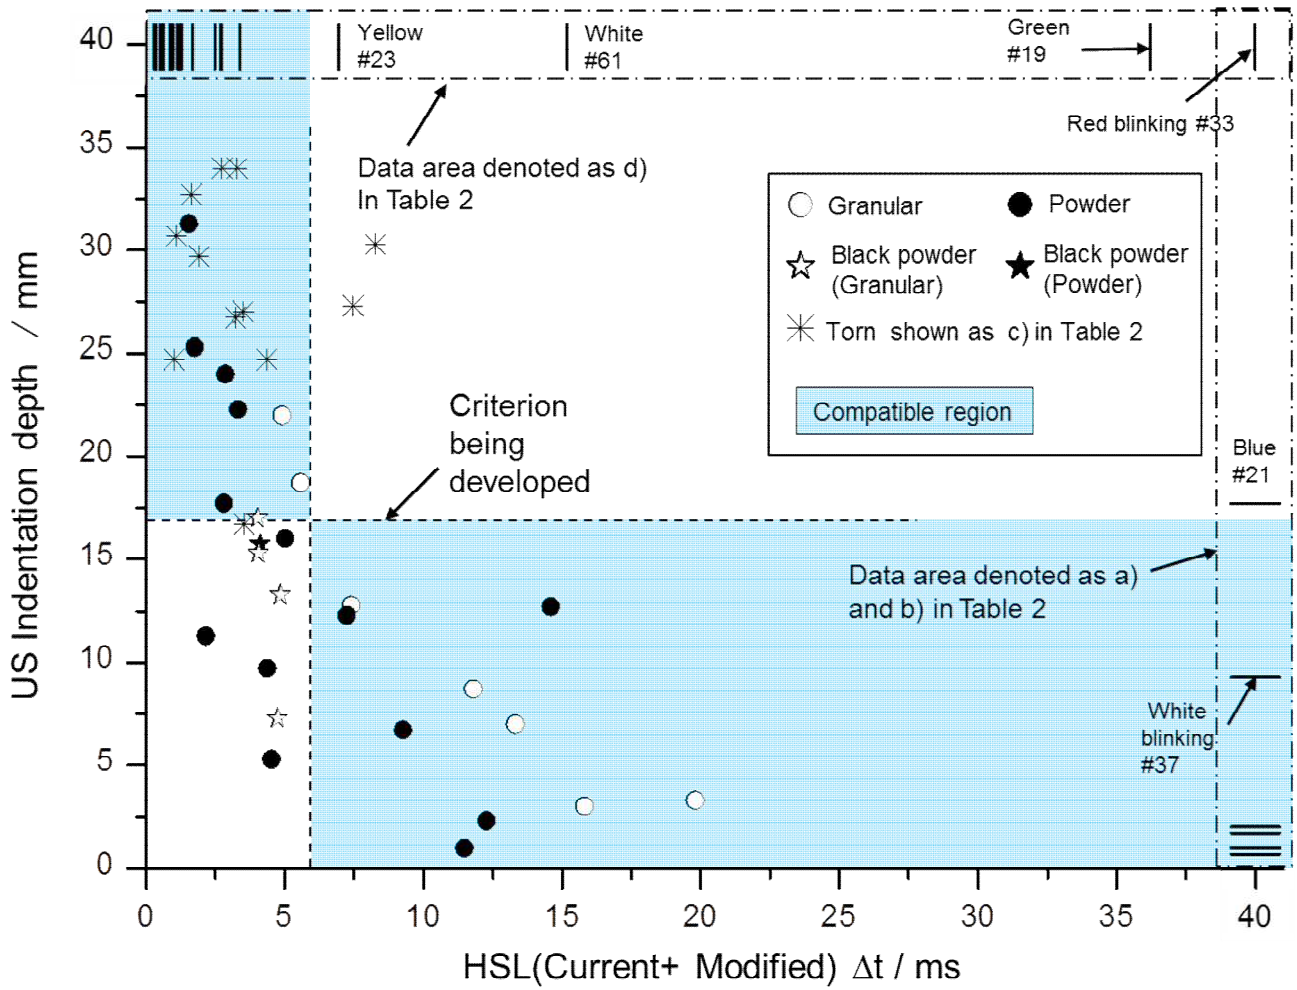 40
35
30
25
20
15
10
5
0
US Indentation depth / mm
0
5
10
15
20
25
30
35
40
HSL(Current+ Modified) Δt / ms
Yellow
#23
White
#61
Green
#19
Red blinking #33
Data area denoted as d)
In Table 2
Granular
Powder
Black powder
(Granular)
Black powder
(Powder)
Torn shown as c) in Table 2
Compatible region
Criterion
being
developed
Blue
#21
Data area denoted as a)
and b) in Table 2
White
blinking
#37